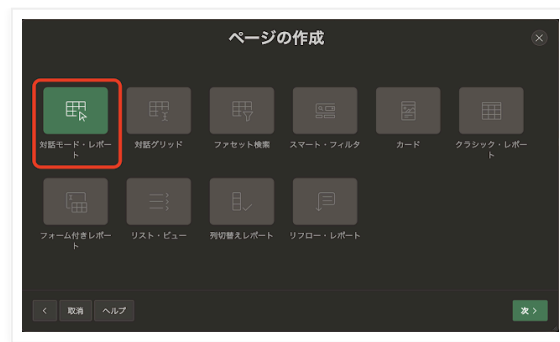 ページの作成
対話モード・レポー
ト
対話グリッド
ファセット検索
スマート・フィルタ
カード
クラシック・レポー
ト
フォーム付きレポー
ト
リスト・ビュー
列切替えレポート
リフロー・レポート
取消
ヘルプ
次